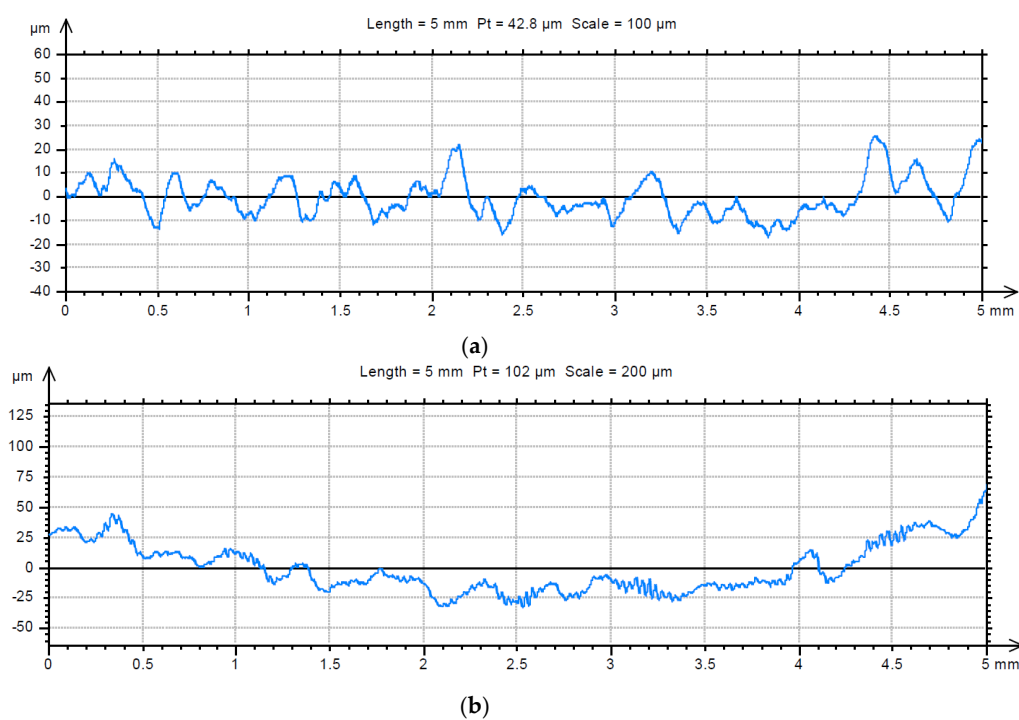 Length = 5 mm Pt = 42.8 µm Scale = 100 µm
µm
60
50
40
30
20
10
0
-10
-20
-30
-40
0 0.5 1 1.5 2 2.5 3 3.5 4 4.5 5 mm
(a)
Length = 5 mm Pt = 102 µm Scale = 200 µm
µm
125
100
75
50
25
0
-25
-50
0 0.5 1 1.5 2 2.5 3 3.5 4 4.5 5 mm
(b)